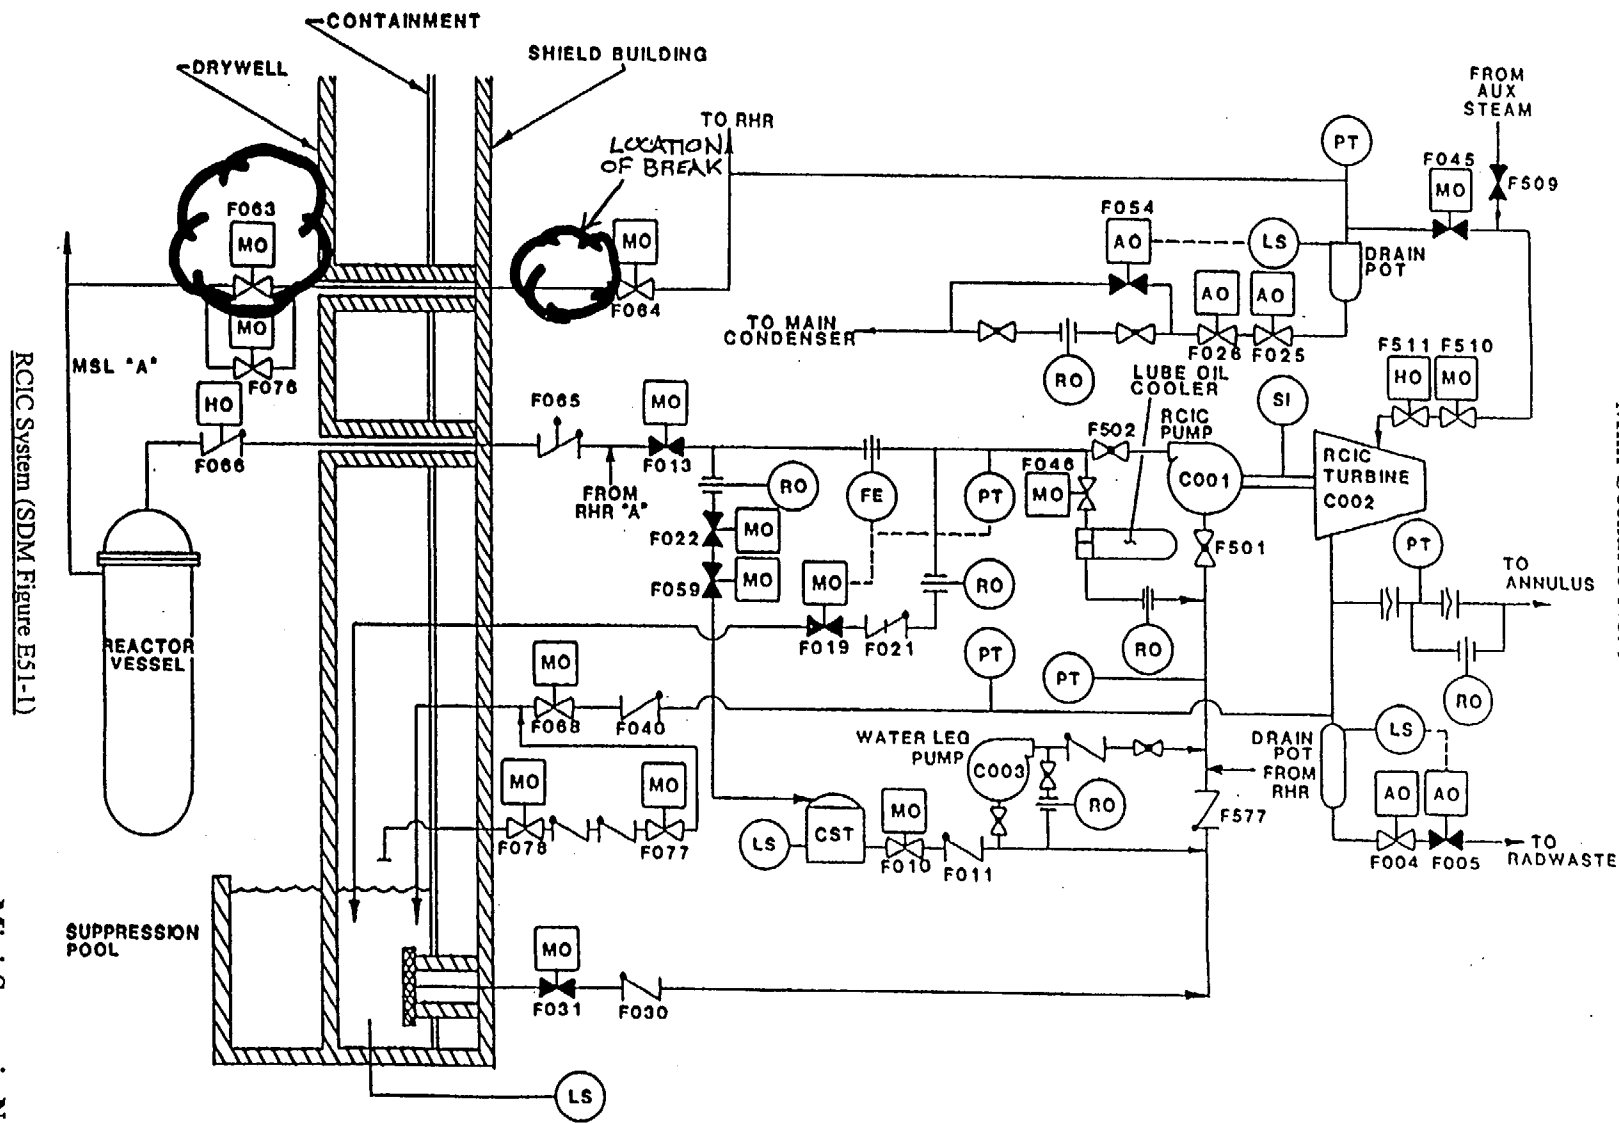 CONTAINMENT
DRYWELL
SHIELD BUILDING
FROM
AUX
STEAM
TO RHR
LOCATION
OF BREAK
PT
F045
MO
F509
F063
MO
MO
F064
F054
AO
LS
DRAIN
POT
AO
AO
TO MAIN
CONDENSER
F026
F025
RO
MO
F076
MSL "A"
HO
F066
F065
MO
F013
FROM
RHR "A"
LUBE OIL
COOLER
F511
F510
HO
MO
SI
F502
RCIC
PUMP
C001
RCIC
TURBINE
C002
F046
MO
RO
FE
PT
F022
MO
F059
MO
MO
RO
F501
PT
TO
ANNULUS
F019
F021
RO
RO
REACTOR
VESSEL
MO
F068
F040
PT
PT
WATER LEG
PUMP
C003
DRAIN
POT
FROM
RHR
LS
MO
F078
MO
F077
RO
F577
AO
AO
LS
CST
MO
F010
F011
F004
F005
TO
RADWASTE
SUPPRESSION
POOL
MO
F031
F030
LS
RCIC System (SDM Figure E51-1)